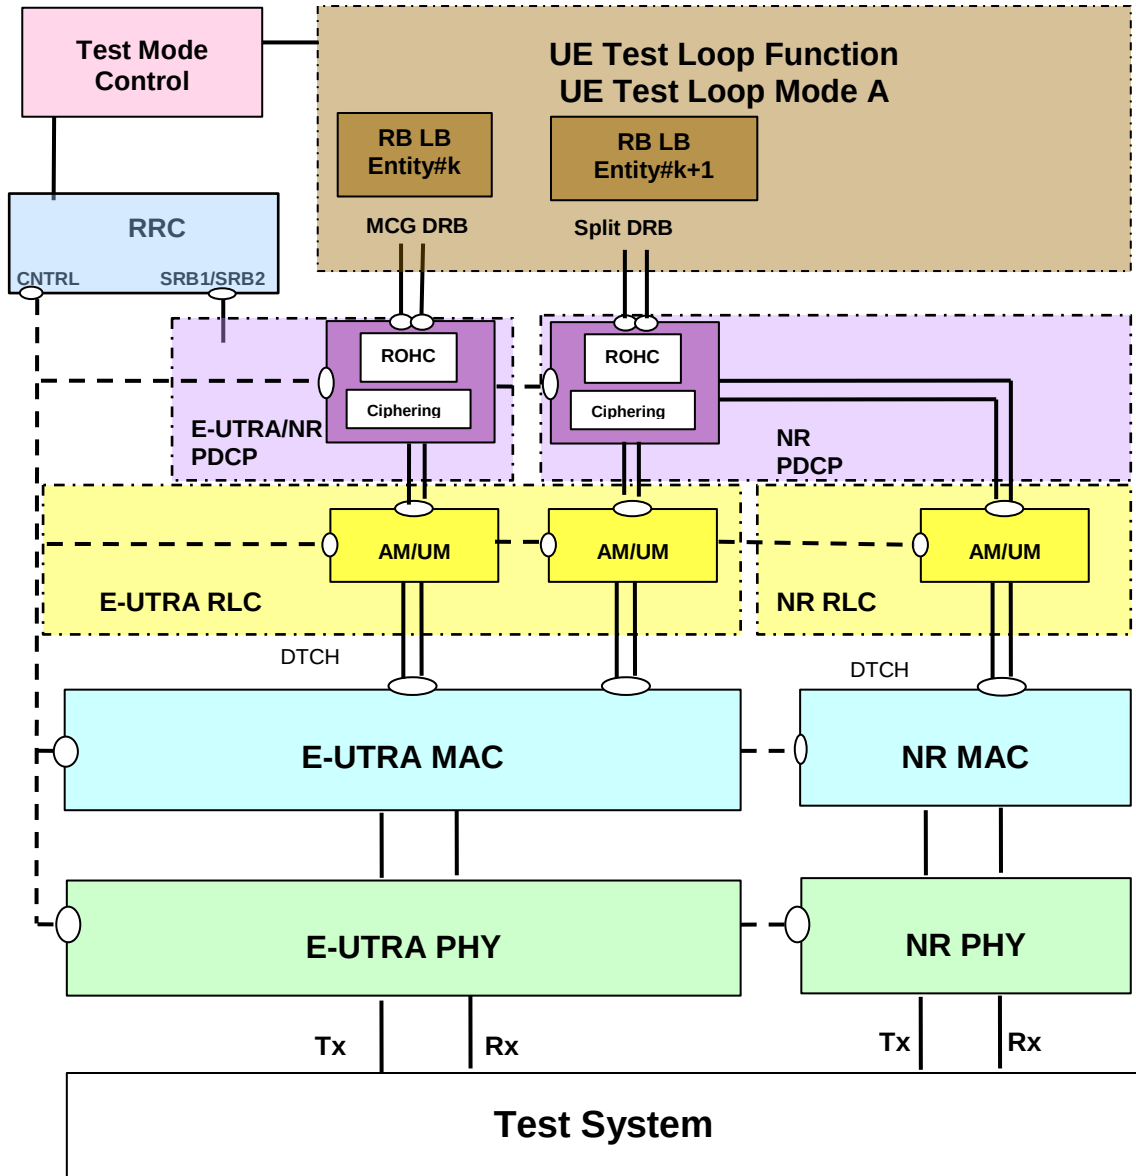 Test Mode
Control
UE Test Loop Function
UE Test Loop Mode A
RB LB
Entity#k
RB LB
Entity#k+1
MCG DRB
Split DRB
RRC
CNTRL
SRB1/SRB2
ROHC
Ciphering
E-UTRA/NR
PDCP
ROHC
Ciphering
NR
PDCP
AM/UM
AM/UM
AM/UM
E-UTRA RLC
NR RLC
DTCH
DTCH
E-UTRA MAC
NR MAC
E-UTRA PHY
NR PHY
Tx
Rx
Tx
Rx
Test System